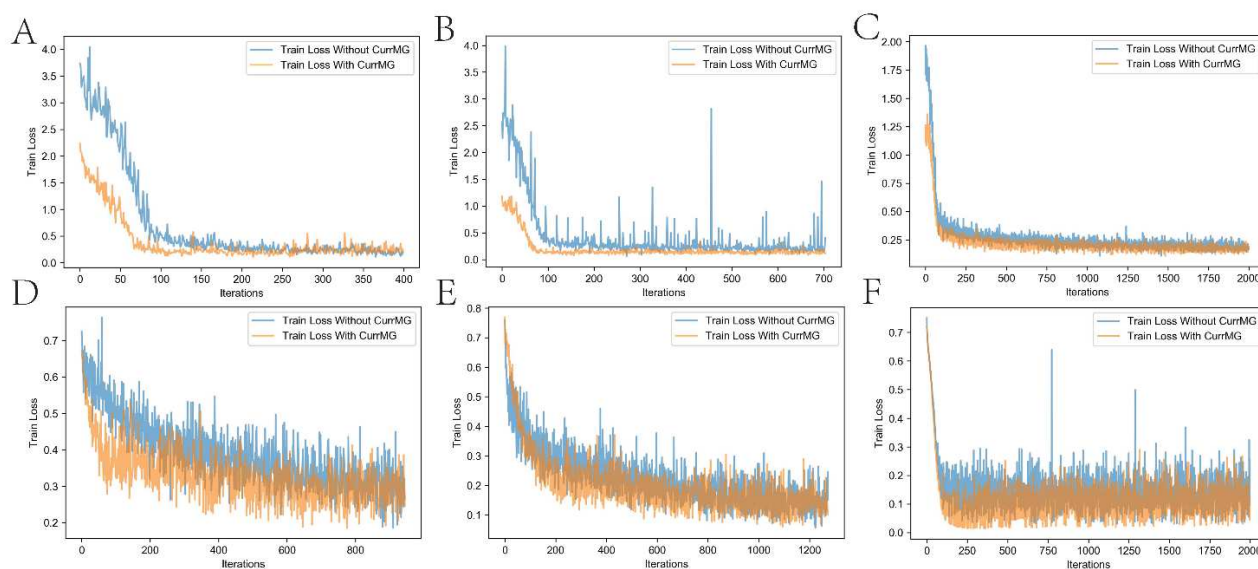 A
Train Loss Without CurrMG
Train Loss With CurrMG
4.0
3.5
3.0
2.5
2.0
1.5
1.0
0.5
0.0
Train Loss
0 50 100 150 200 250 300 350 400
Iterations
B
Train Loss Without CurrMG
Train Loss With CurrMG
4.0
3.5
3.0
2.5
2.0
1.5
1.0
0.5
0.0
Train Loss
0 100 200 300 400 500 600 700
Iterations
C
Train Loss Without CurrMG
Train Loss With CurrMG
2.00
1.75
1.50
1.25
1.00
0.75
0.50
0.25
Train Loss
0 250 500 750 1000 1250 1500 1750 2000
Iterations
D
Train Loss Without CurrMG
Train Loss With CurrMG
0.7
0.6
0.5
0.4
0.3
0.2
Train Loss
0 200 400 600 800
Iterations
E
Train Loss Without CurrMG
Train Loss With CurrMG
0.8
0.7
0.6
0.5
0.4
0.3
0.2
0.1
Train Loss
0 200 400 600 800 1000 1200
Iterations
F
Train Loss Without CurrMG
Train Loss With CurrMG
0.7
0.6
0.5
0.4
0.3
0.2
0.1
0.0
Train Loss
0 250 500 750 1000 1250 1500 1750 2000
Iterations